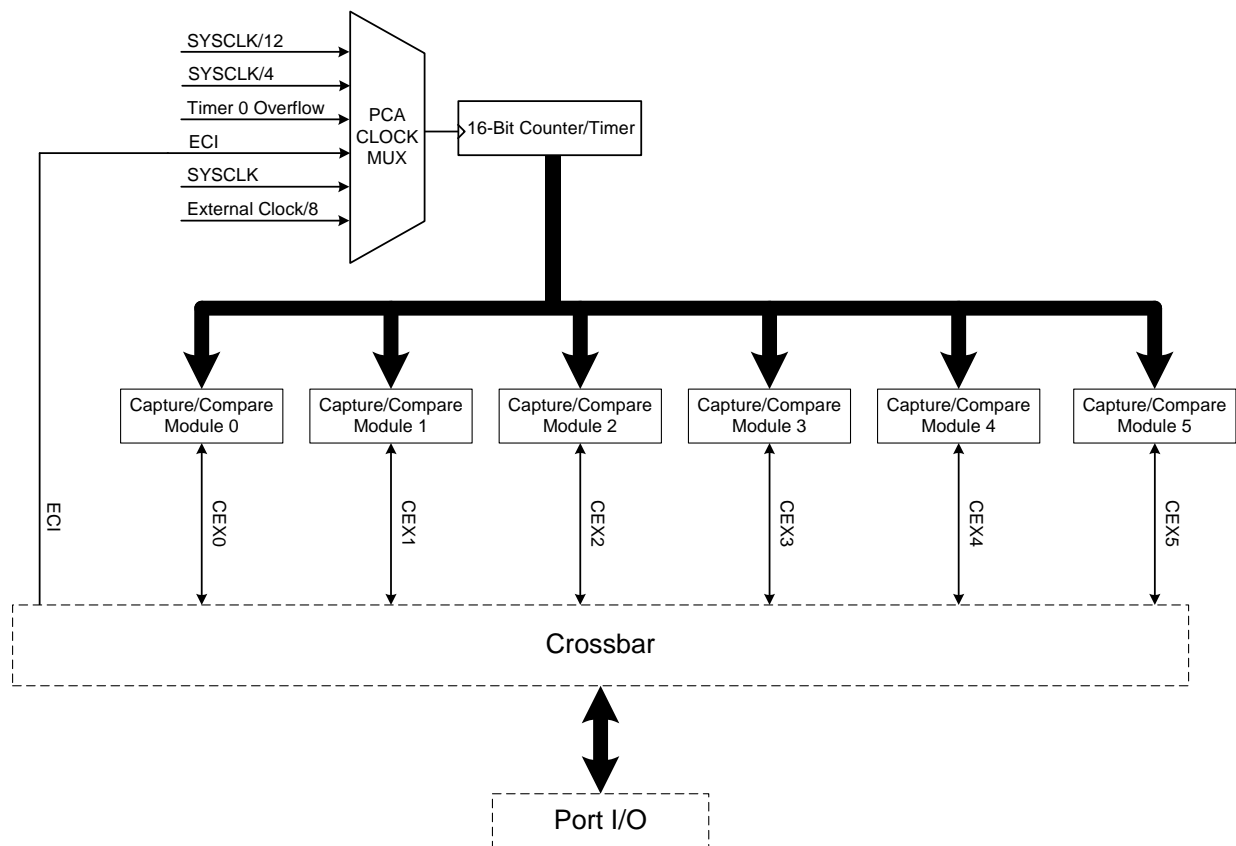 SYSCLK/12
SYSCLK/4
Timer 0 Overflow
ECI
SYSCLK
External Clock/8
PCA
CLOCK
MUX
16-Bit Counter/Timer
Capture/Compare
Module 0
Capture/Compare
Module 1
Capture/Compare
Module 2
Capture/Compare
Module 3
Capture/Compare
Module 4
Capture/Compare
Module 5
ECI
CEX0
CEX1
CEX2
CEX3
CEX4
CEX5
Crossbar
Port I/O